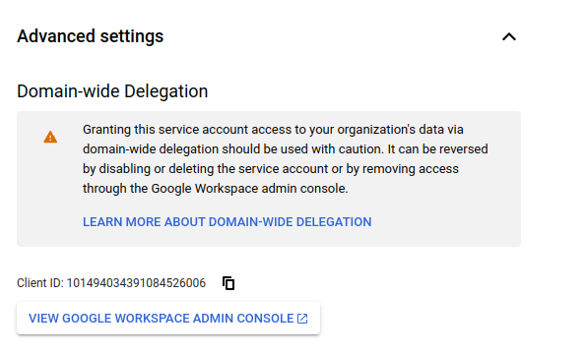 Advanced settings
Domain-wide Delegation
Granting this service account access to your organization's data via
domain-wide delegation should be used with caution. It can be reversed
by disabling or deleting the service account or by removing access
through the Google Workspace admin console.
LEARN MORE ABOUT DOMAIN-WIDE DELEGATION
Client ID: 101494034391084526006
VIEW GOOGLE WORKSPACE ADMIN CONSOLE